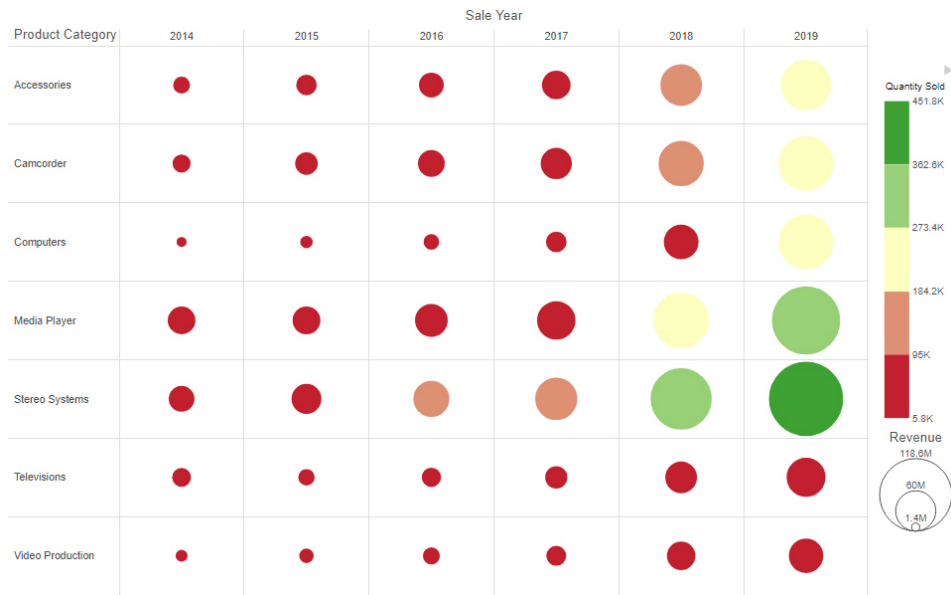 Sale Year
Product Category 2014 2015 2016 2017 2018 2019
Accessories
Camcorder
Computers
Media Player
Stereo Systems
Televisions
Video Production
Quantity Sold
451.8K
362.6K
273.4K
184.2K
95K
5.8K
Revenue
118.6M
60M
1.4M